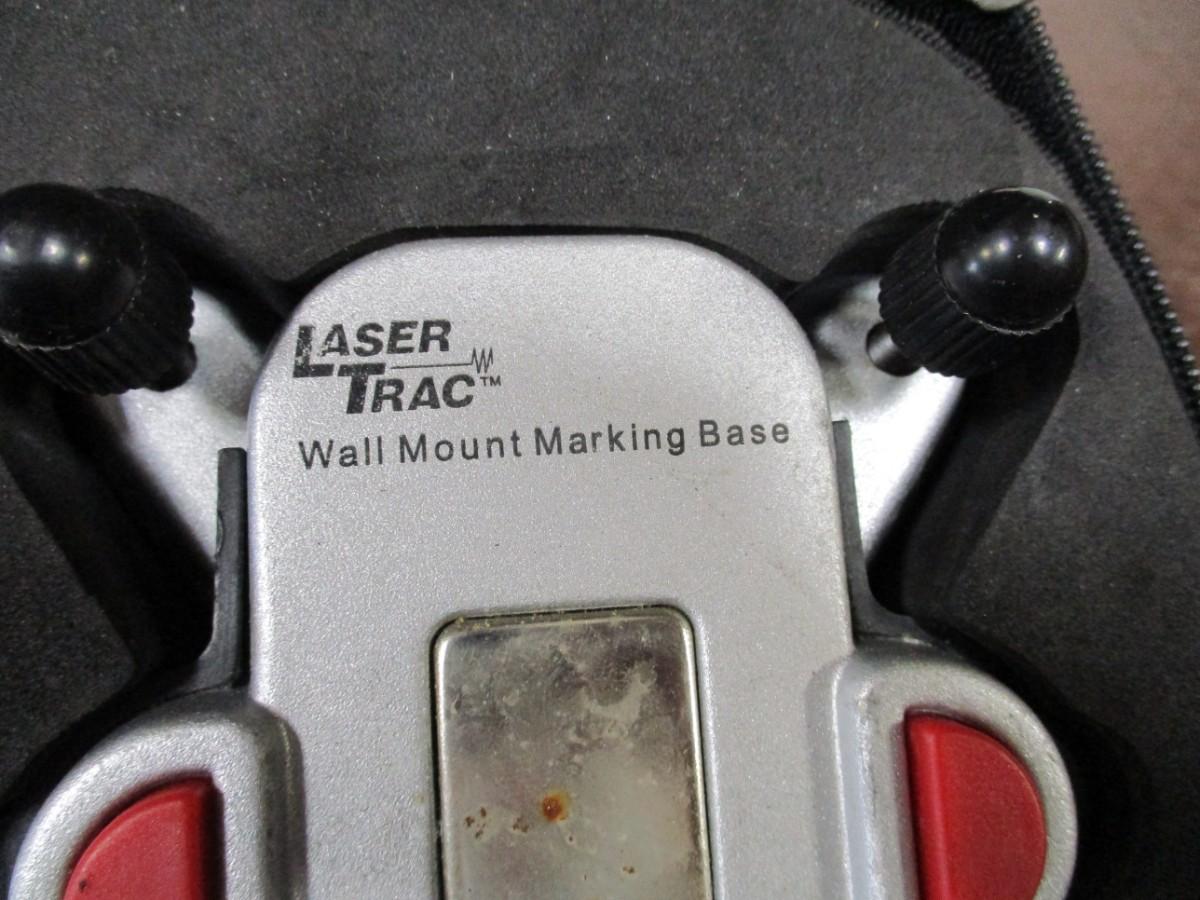 LASER
TRAC™
Wall Mount Marking Base